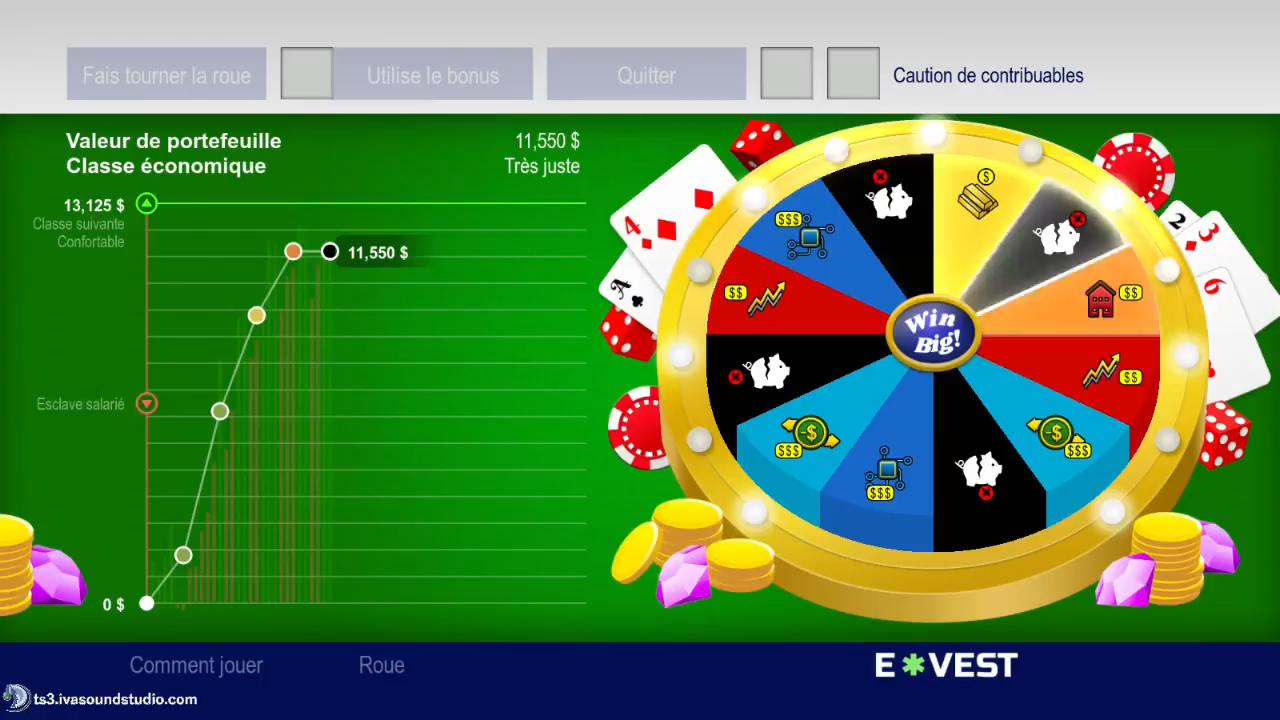 Fais tourner la roue
Utilise le bonus
Quitter
Caution de contribuables
Valeur de portefeuille 11,550 $
Classe économique Très juste
13,125 $
Classe suivante
Confortable
11,550 $
Esclave salarié
0 $
$
$$$
$$
$$
$$
-$
$$$
$$$
-$
$$$
Win
Big!
4
A
2
3
6
Comment jouer
Roue
E*VEST
ts3.ivasoundstudio.com